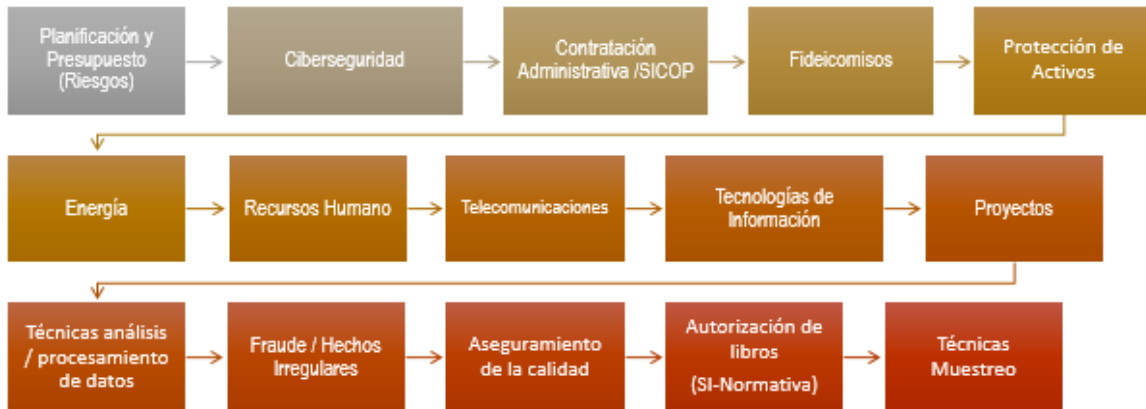 Planificación y
Presupuesto
(Riesgos)
Ciberseguridad
Contratación
Administrativa /SICOP
Fideicomisos
Protección de
Activos
Energía
Recursos Humano
Telecomunicaciones
Tecnologías de
Información
Proyectos
Técnicas análisis
/ procesamiento
de datos
Fraude / Hechos
Irregulares
Aseguramiento
de la calidad
Autorización de
libros
(SI-Normativa)
Técnicas
Muestreo